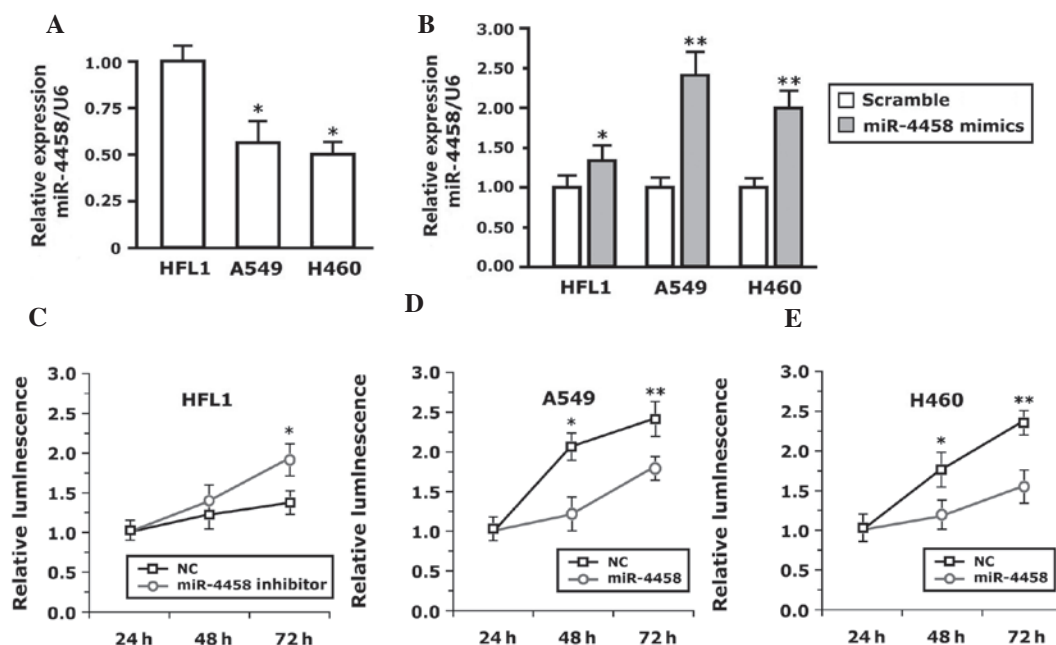 A
Relative expression
miR-4458/U6
1.00
0.75
0.50
0.25
0
*
*
HFL1 A549 H460
B
Relative expression
miR-4458/U6
3.00
2.50
2.00
1.50
1.00
0.50
0.00
*
**
**
HFL1 A549 H460
Scramble
miR-4458 mimics
C
Relative luminescence
3.0
2.5
2.0
1.5
1.0
0.5
0.0
HFL1
*
NC
miR-4458 inhibitor
24 h 48 h 72 h
D
Relative luminescence
3.0
2.5
2.0
1.5
1.0
0.5
0.0
A549
*
**
NC
miR-4458
24 h 48 h 72 h
E
Relative luminescence
3.0
2.5
2.0
1.5
1.0
0.5
0.0
H460
*
**
NC
miR-4458
24 h 48 h 72 h